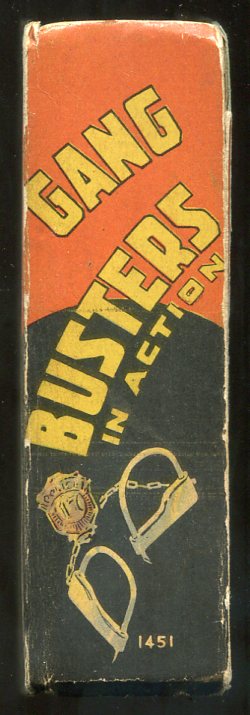 GANG
BUSTERS
IN ACTION
1451